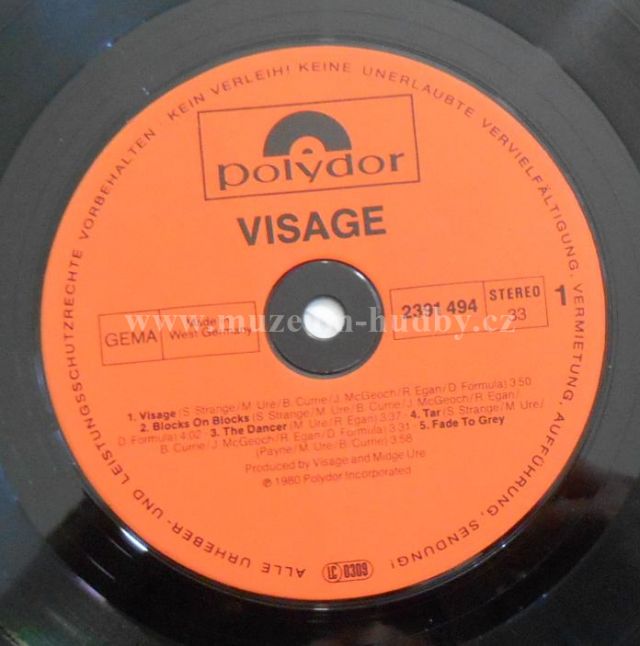 ALLE URHEBER- UND LEISTUNGSSCHUTZRECHTE VORBEHALTEN · KEIN VERLEIH! KEINE UNERLAUBTE VERVIELFÄLTIGUNG, VERMIETUNG, AUFFÜHRUNG, SENDUNG!
polydor
VISAGE
GEMA
Made in
West Germany
2391 494
STEREO
33
1
www.muzeum-hudby.cz
1. Visage (S. Strange/M. Ure/B. Currie/J. McGeoch/R. Egan/D. Formula) 3:50
2. Blocks On Blocks (S. Strange/M. Ure/B. Currie/J. McGeoch/R. Egan/
D. Formula) 4:02 3. The Dancer (M. Ure/R. Egan) 3:37 4. Tar (S. Strange/M. Ure/
B. Currie/J. McGeoch/R. Egan/D. Formula) 3:31 5. Fade To Grey
(Payne/M. Ure/B. Currie) 3:58
Produced by Visage and Midge Ure
℗ 1980 Polydor Incorporated
LC 0309